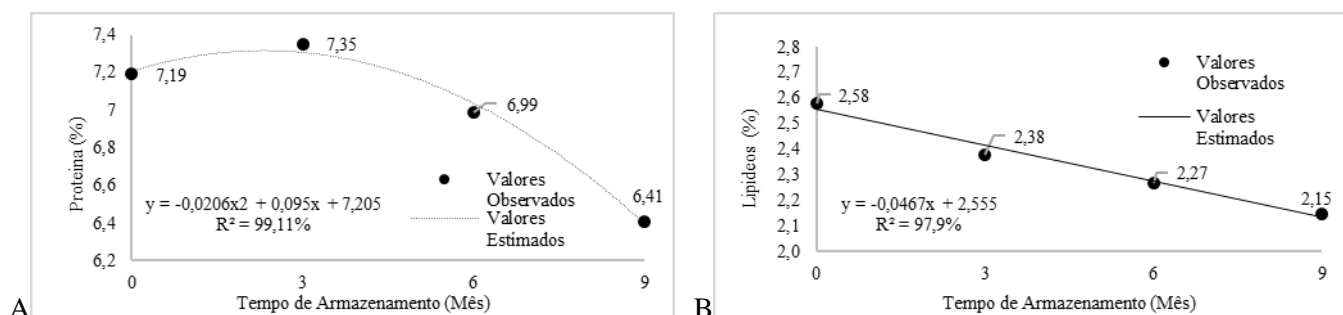 7,4
7,2
7
6,8
6,6
6,4
6,2
Proteina (%)
7,19
7,35
6,99
6,41
Valores
Observados
Valores
Estimados
y = -0,0206x2 + 0,095x + 7,205
R² = 99,11%
0 3 6 9
Tempo de Armazenamento (Mês)
A
2,8
2,7
2,6
2,5
2,4
2,3
2,2
2,1
2,0
Lipideos (%)
2,58
2,38
2,27
2,15
Valores
Observados
Valores
Estimados
y = -0,0467x + 2,555
R² = 97,9%
0 3 6 9
Tempo de Armazenamento (Mês)
B